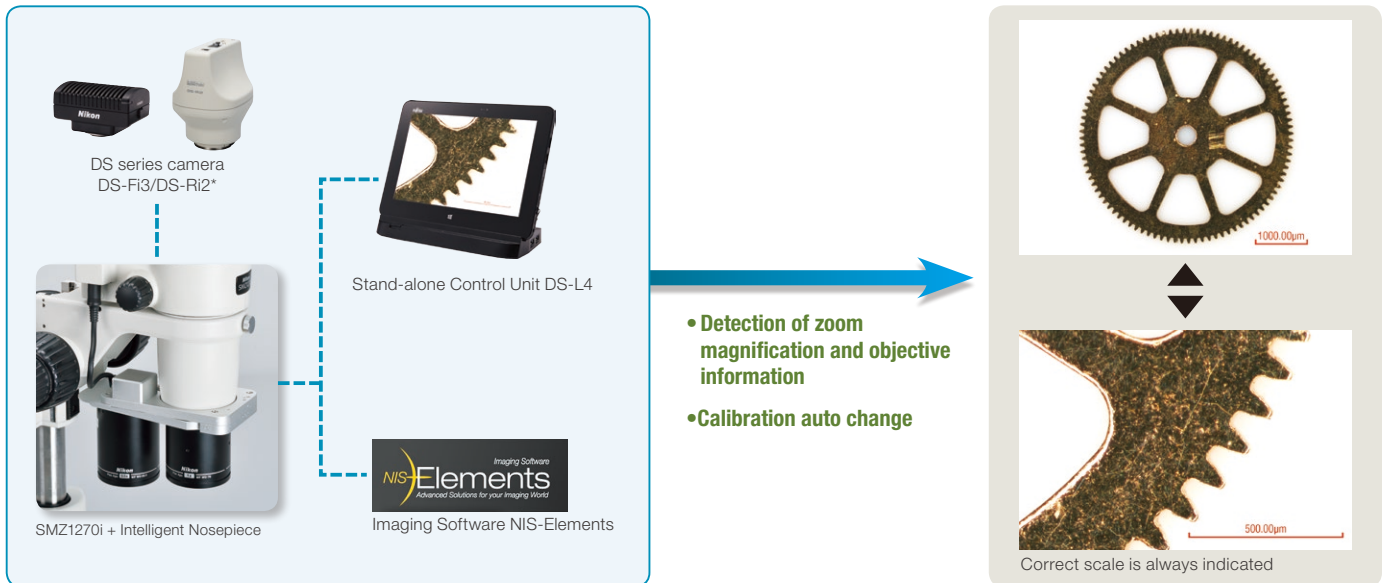 Nikon
DS series camera
DS-Fi3/DS-Ri2*
Stand-alone Control Unit DS-L4
Nikon
Nikon
SMZ1270i + Intelligent Nosepiece
Imaging Software
NIS Elements
Advanced Solutions for your Imaging World
Imaging Software NIS-Elements
• Detection of zoom
magnification and objective
information
•Calibration auto change
1000.00µm
500.00µm
Correct scale is always indicated